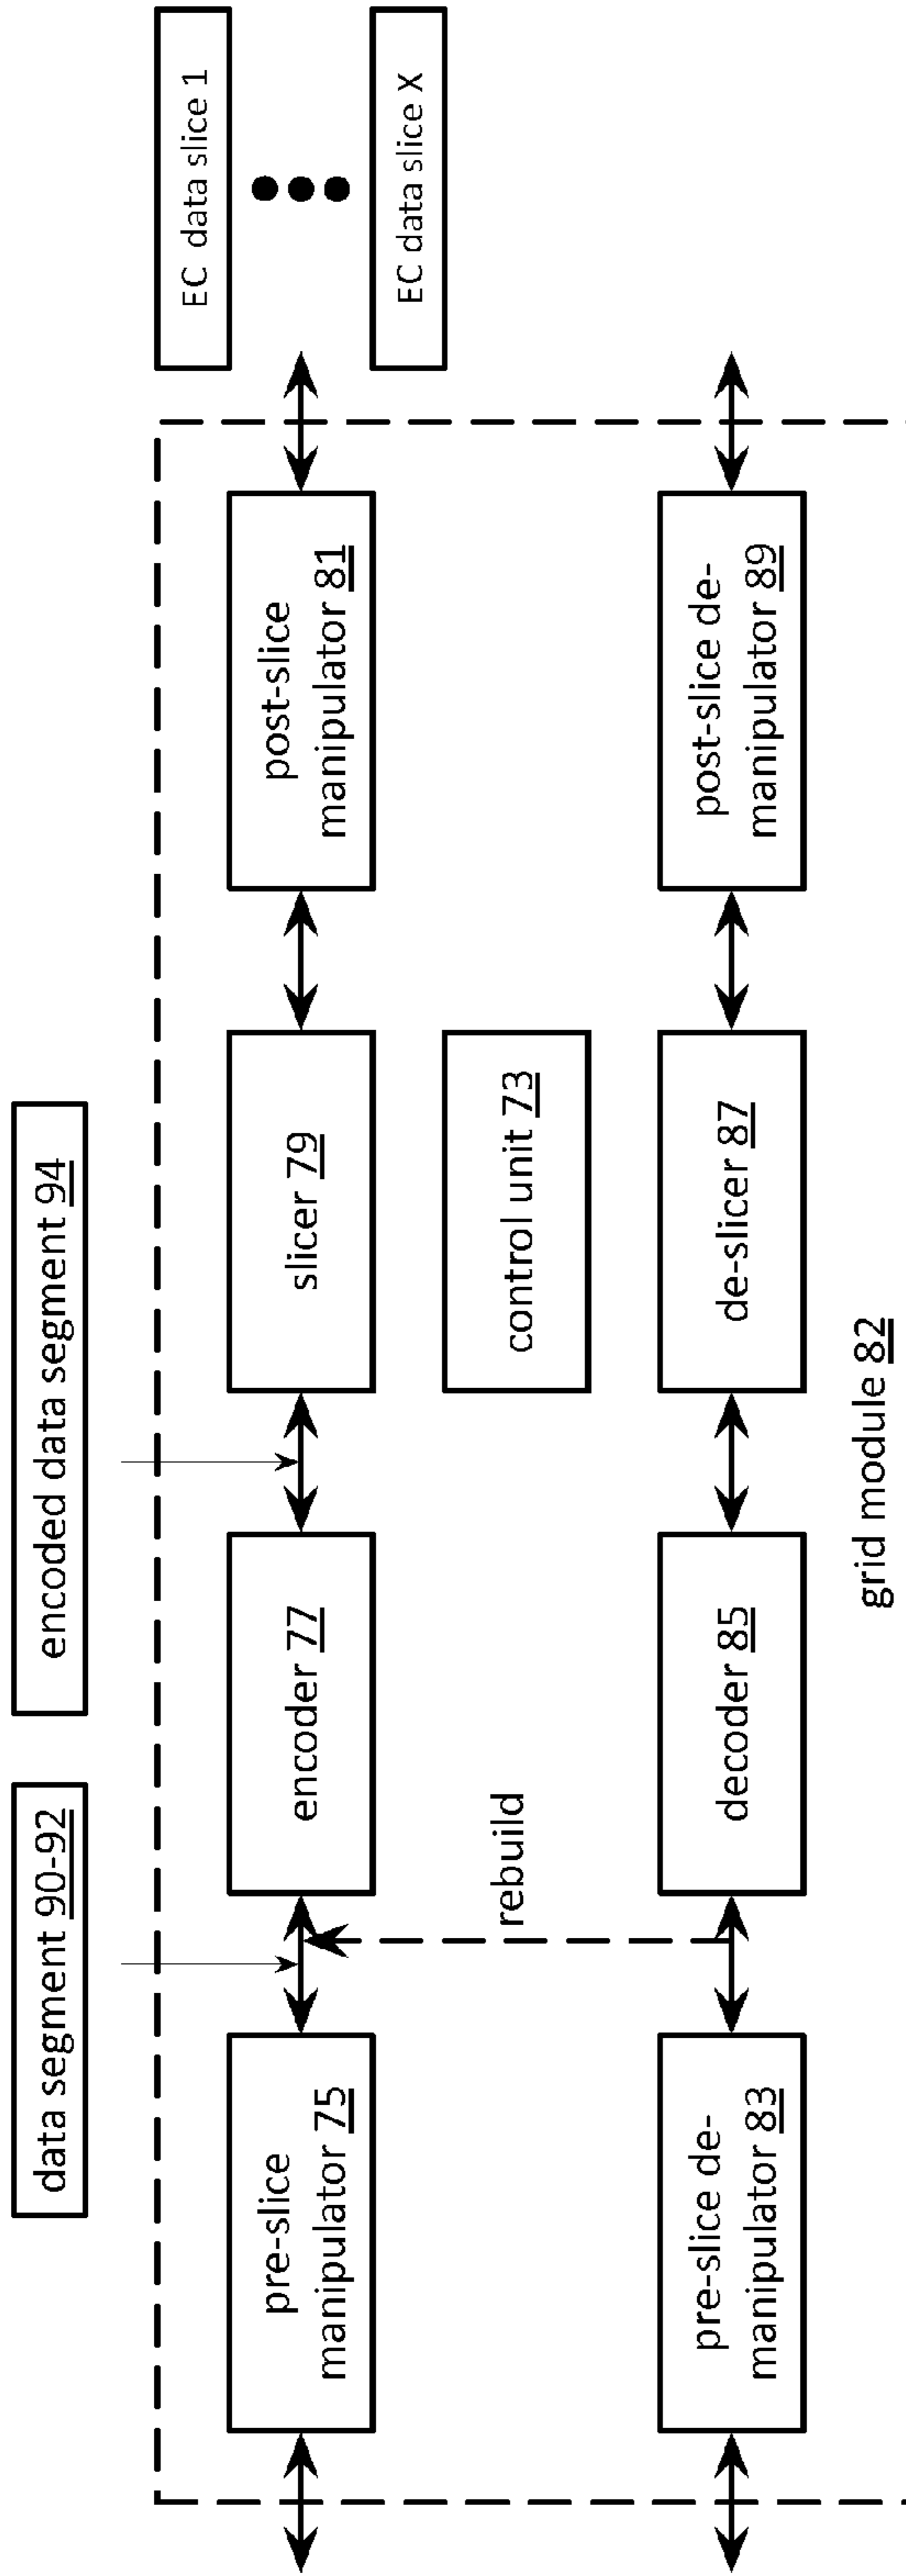 data segment 90-92
encoded data segment 94
EC data slice 1
EC data slice X
pre-slice
manipulator 75
encoder 77
slicer 79
post-slice
manipulator 81
rebuild
control unit 73
pre-slice de-
manipulator 83
decoder 85
de-slicer 87
post-slice de-
manipulator 89
grid module 82